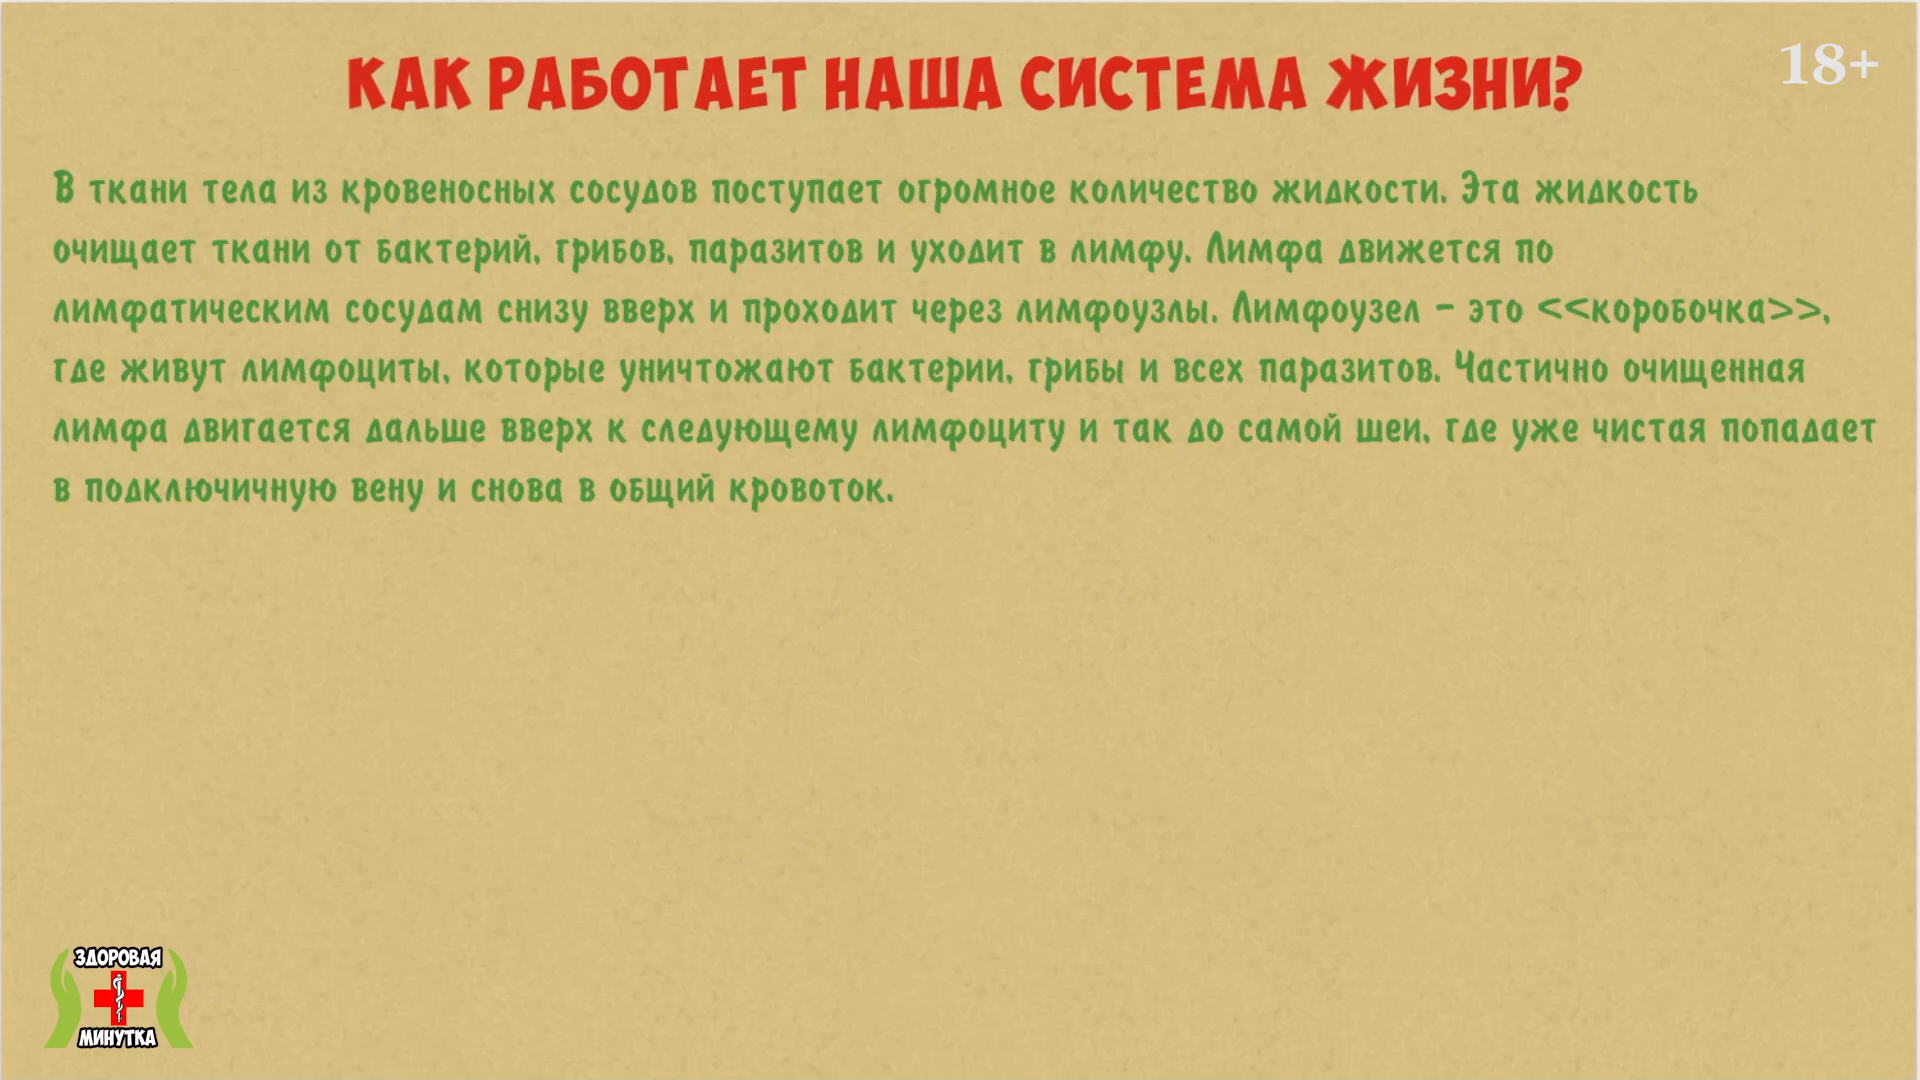 КАК РАБОТАЕТ НАША СИСТЕМА ЖИЗНИ?
18+
В ткани тела из кровеносных сосудов поступает огромное количество жидкости. Эта жидкость
очищает ткани от бактерий, грибов, паразитов и уходит в лимфу. Лимфа движется по
лимфатическим сосудам снизу вверх и проходит через лимфоузлы. Лимфоузел – это <<коробочка>>,
где живут лимфоциты, которые уничтожают бактерии, грибы и всех паразитов. Частично очищенная
лимфа двигается дальше вверх к следующему лимфоциту и так до самой шеи, где уже чистая попадает
в подключичную вену и снова в общий кровоток.
ЗДОРОВАЯ
МИНУТКА